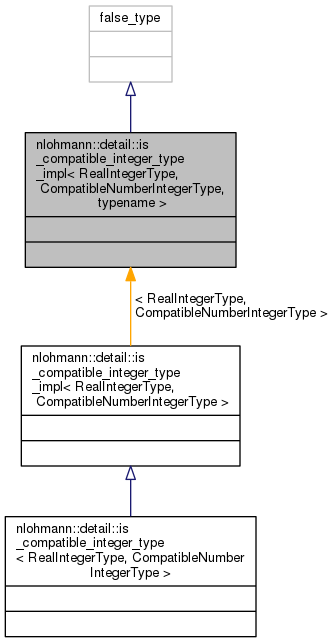 false_type
nlohmann::detail::is
_compatible_integer_type
_impl< RealIntegerType,
CompatibleNumberIntegerType,
typename >
< RealIntegerType,
CompatibleNumberIntegerType >
nlohmann::detail::is
_compatible_integer_type
_impl< RealIntegerType,
CompatibleNumberIntegerType >
nlohmann::detail::is
_compatible_integer_type
< RealIntegerType, CompatibleNumber
IntegerType >